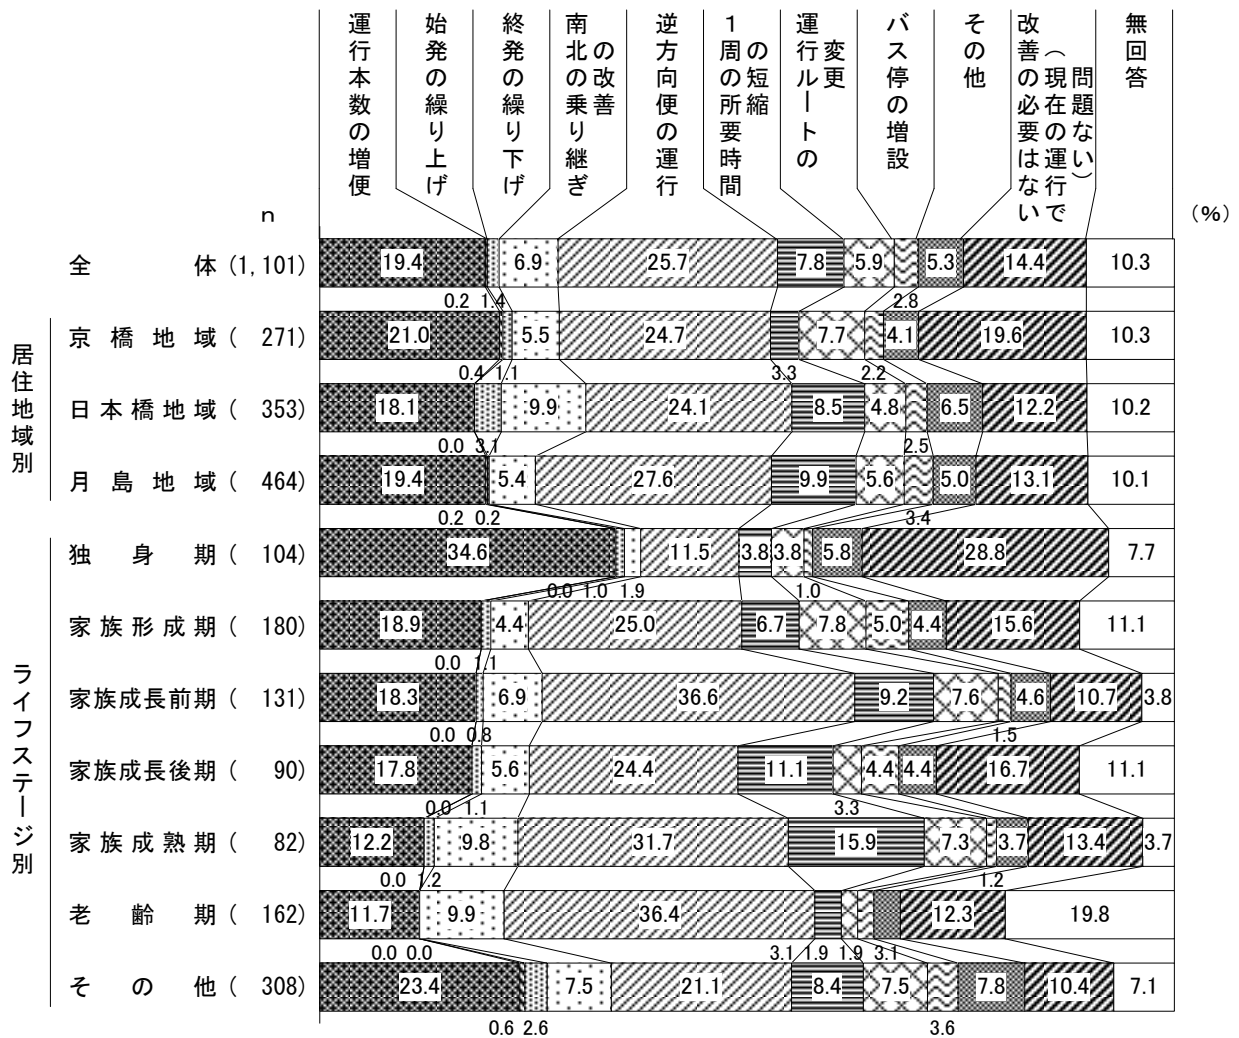 運行本数の増便
始発の繰り上げ
終発の繰り下げ
南北の乗り継ぎ
の改善
逆方向便の運行
1周の所要時間
の短縮
運行ルートの
変更
バス停の増設
その他
改善の必要はない
(現在の運行で
問題ない)
無回答
n
(%)
全体(1,101) 19.4 6.9 25.7 7.8 5.9 5.3 14.4 10.3
0.2 1.4 2.8
居住地域別
京橋地域( 271) 21.0 5.5 24.7 7.7 4.1 19.6 10.3
0.4 1.1 3.3 2.2
日本橋地域( 353) 18.1 9.9 24.1 8.5 4.8 6.5 12.2 10.2
0.0 3.1 2.5
月島地域( 464) 19.4 5.4 27.6 9.9 5.6 5.0 13.1 10.1
0.2 0.2 3.4
ライフステージ別
独身期( 104) 34.6 11.5 3.8 3.8 5.8 28.8 7.7
0.0 1.0 1.9 1.0
家族形成期( 180) 18.9 4.4 25.0 6.7 7.8 5.0 4.4 15.6 11.1
0.0 1.1
家族成長前期( 131) 18.3 6.9 36.6 9.2 7.6 4.6 10.7 3.8
0.0 0.8 1.5
家族成長後期( 90) 17.8 5.6 24.4 11.1 4.4 4.4 16.7 11.1
0.0 1.1 3.3
家族成熟期( 82) 12.2 9.8 31.7 15.9 7.3 3.7 13.4 3.7
0.0 1.2 1.2
老齢期( 162) 11.7 9.9 36.4 12.3 19.8
0.0 0.0 3.1 1.9 1.9 3.1
その他( 308) 23.4 7.5 21.1 8.4 7.5 7.8 10.4 7.1
0.6 2.6 3.6